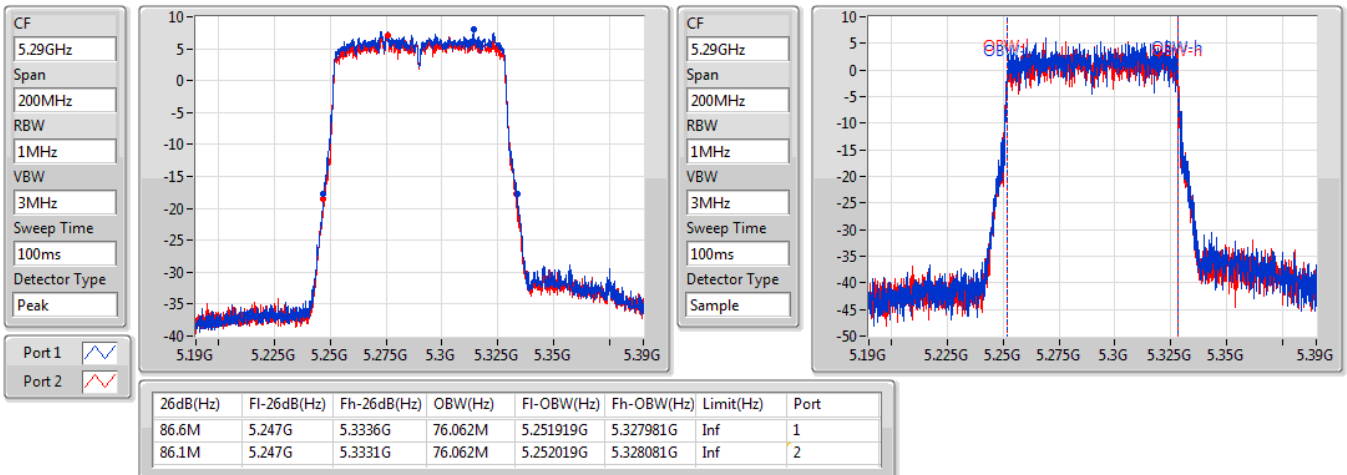 CF
5.29GHz
Span
200MHz
RBW
1MHz
VBW
3MHz
Sweep Time
100ms
Detector Type
Peak
Port 1
Port 2
10
5
0
-5
-10
-15
-20
-25
-30
-35
-40
5.19G 5.225G 5.25G 5.275G 5.3G 5.325G 5.35G 5.39G
CF
5.29GHz
Span
200MHz
RBW
1MHz
VBW
3MHz
Sweep Time
100ms
Detector Type
Sample
10
5
0
-5
-10
-15
-20
-25
-30
-35
-40
-45
-50
OBW-h
5.19G 5.225G 5.25G 5.275G 5.3G 5.325G 5.35G 5.39G
26dB(Hz) Fl-26dB(Hz) Fh-26dB(Hz) OBW(Hz) Fl-OBW(Hz) Fh-OBW(Hz) Limit(Hz) Port
86.6M 5.247G 5.3336G 76.062M 5.251919G 5.327981G Inf 1
86.1M 5.247G 5.3331G 76.062M 5.252019G 5.328081G Inf 2